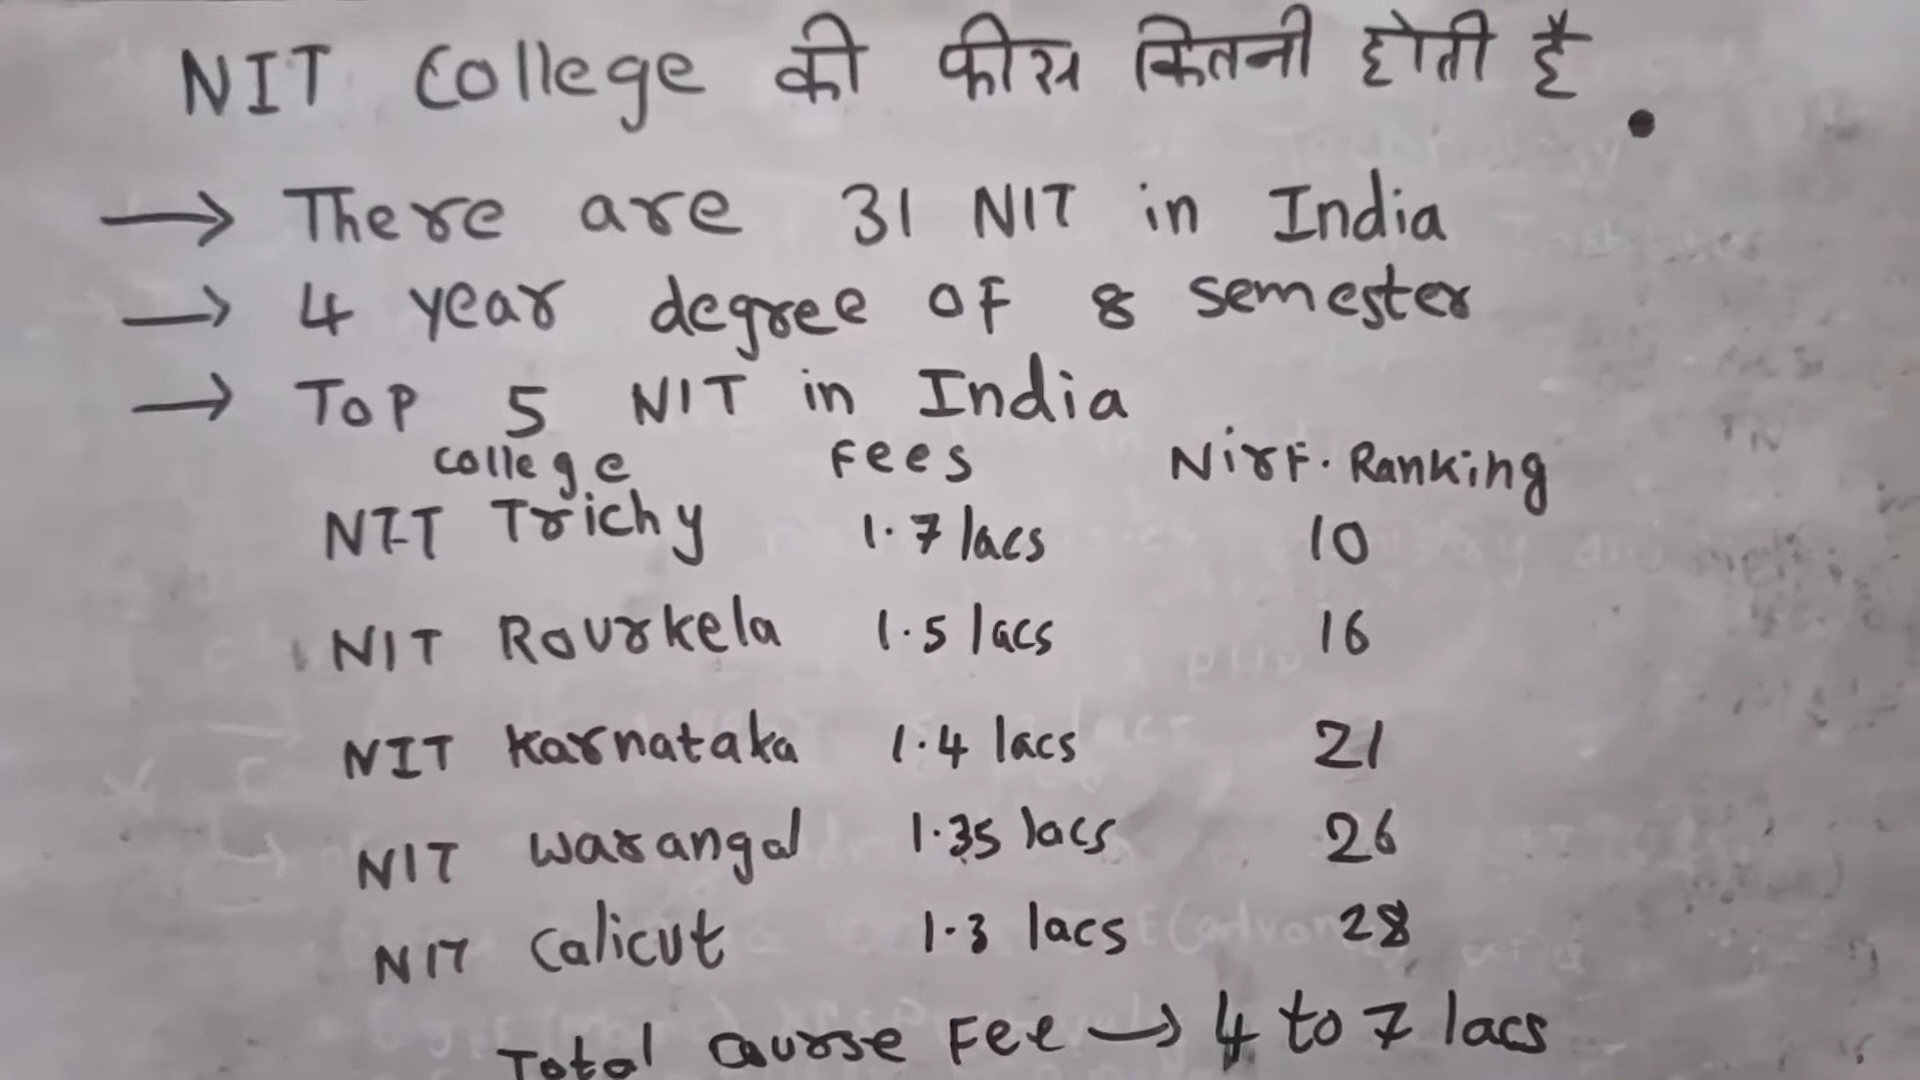 NIT College की फीस कितनी होती है .
→ There are 31 NIT in India
→ 4 year degree of 8 semester
→ Top 5 NIT in India
College Fees Nirf. Ranking
NIT Trichy 1.7 lacs 10
NIT Rourkela 1.5 lacs 16
NIT Karnataka 1.4 lacs 21
NIT Warangal 1.35 lacs 26
NIT Calicut 1.3 lacs 28
Total Course Fee → 4 to 7 lacs